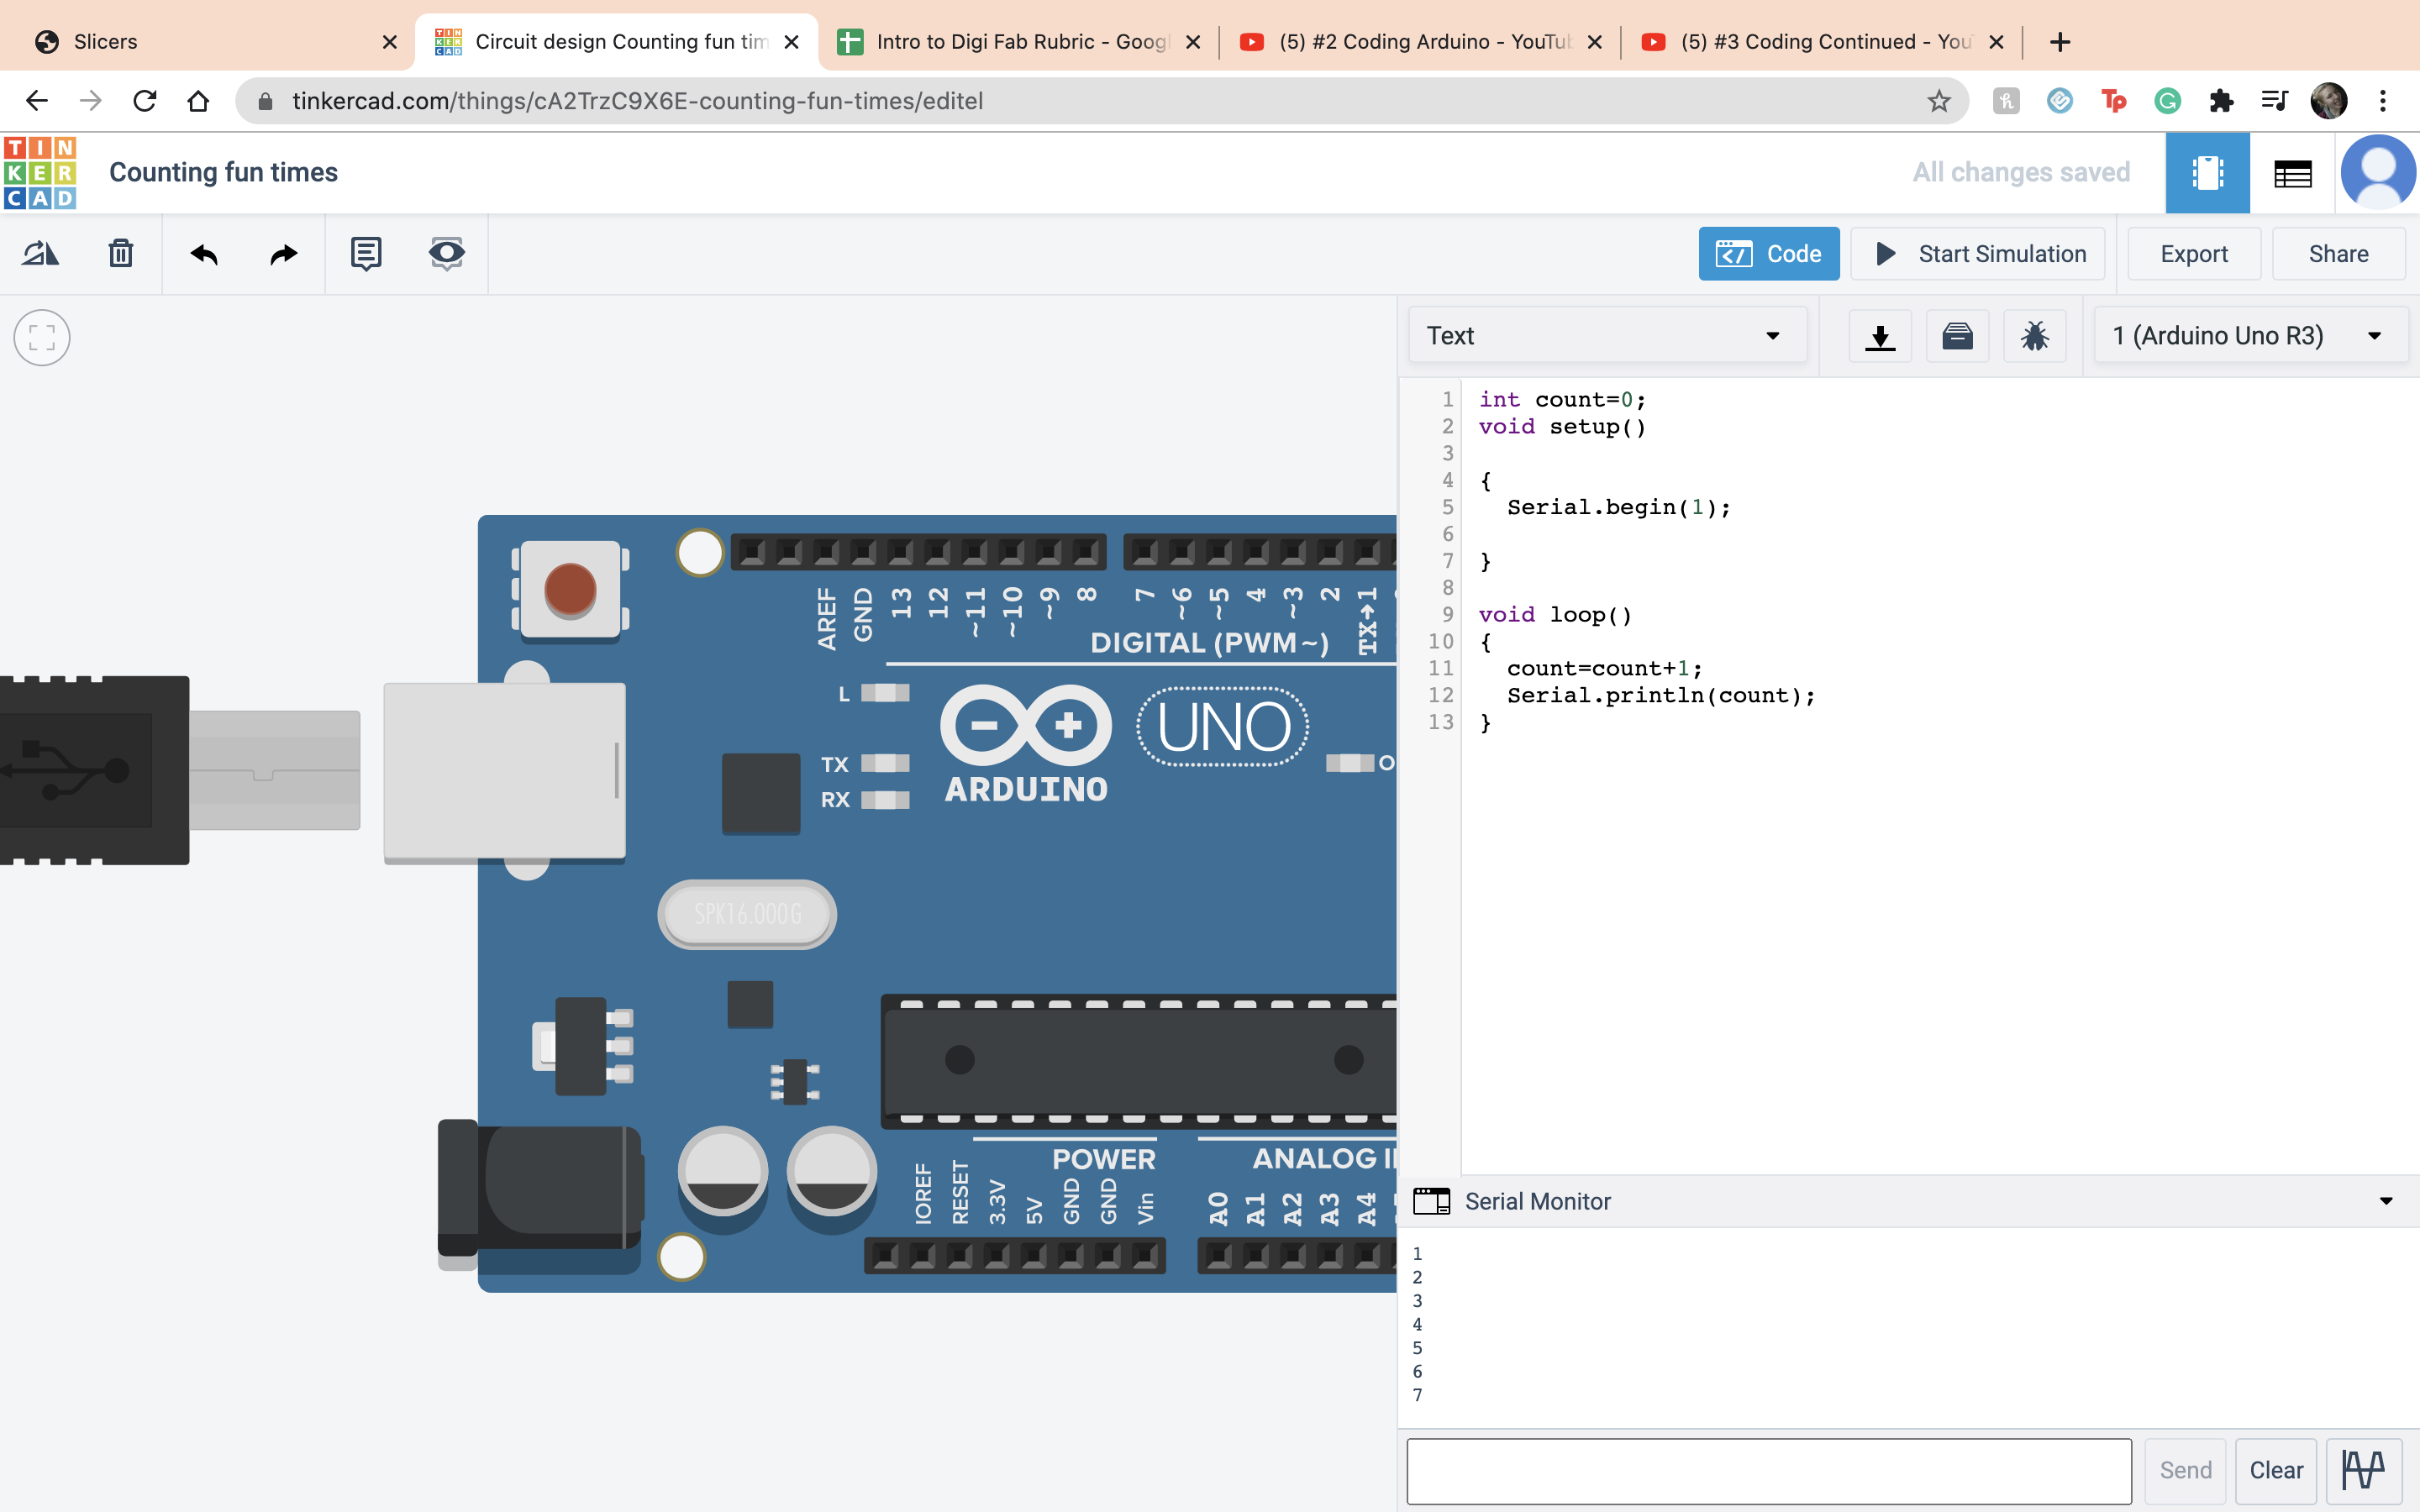 Slicers
Circuit design Counting fun tim
Intro to Digi Fab Rubric - Goog
(5) #2 Coding Arduino - YouTu
(5) #3 Coding Continued - You
tinkercad.com/things/cA2TrzC9X6E-counting-fun-times/editel
TIN
KER
CAD
Counting fun times
All changes saved
Code
Start Simulation
Export
Share
Text
1 (Arduino Uno R3)
1 int count=0;
2 void setup()
3
4 {
5 Serial.begin(1);
6
7 }
8
9 void loop()
10 {
11 count=count+1;
12 Serial.println(count);
13 }
AREF
GND
13
12
~11
~10
~9
8
7
~6
~5
4
~3
2
TX→1
DIGITAL (PWM~)
L
TX
RX
ARDUINO
UNO
SPK16.000G
POWER
ANALOG I
IOREF
RESET
3.3V
5V
GND
GND
Vin
A0
A1
A2
A3
A4
Serial Monitor
1
2
3
4
5
6
7
Send
Clear